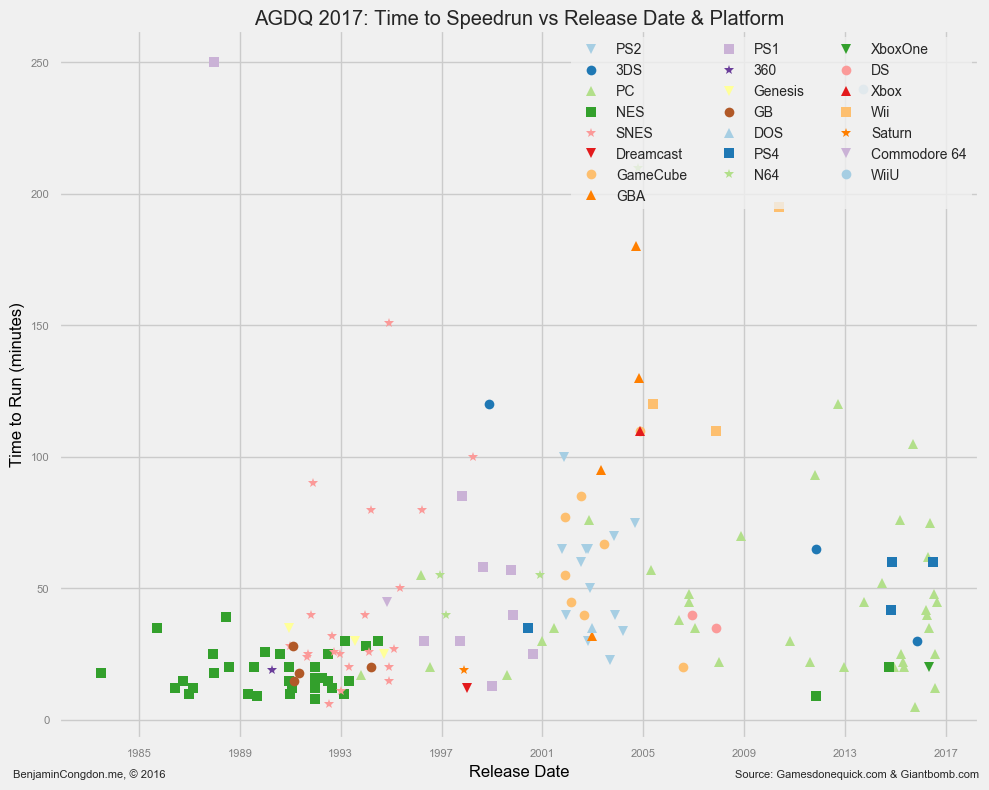 AGDQ 2017: Time to Speedrun vs Release Date & Platform
PS2
3DS
PC
NES
SNES
Dreamcast
GameCube
GBA
PS1
360
Genesis
GB
DOS
PS4
N64
XboxOne
DS
Xbox
Wii
Saturn
Commodore 64
WiiU
Time to Run (minutes)
250
200
150
100
50
0
1985
1989
1993
1997
2001
2005
2009
2013
2017
Release Date
BenjaminCongdon.me, © 2016
Source: Gamesdonequick.com & Giantbomb.com